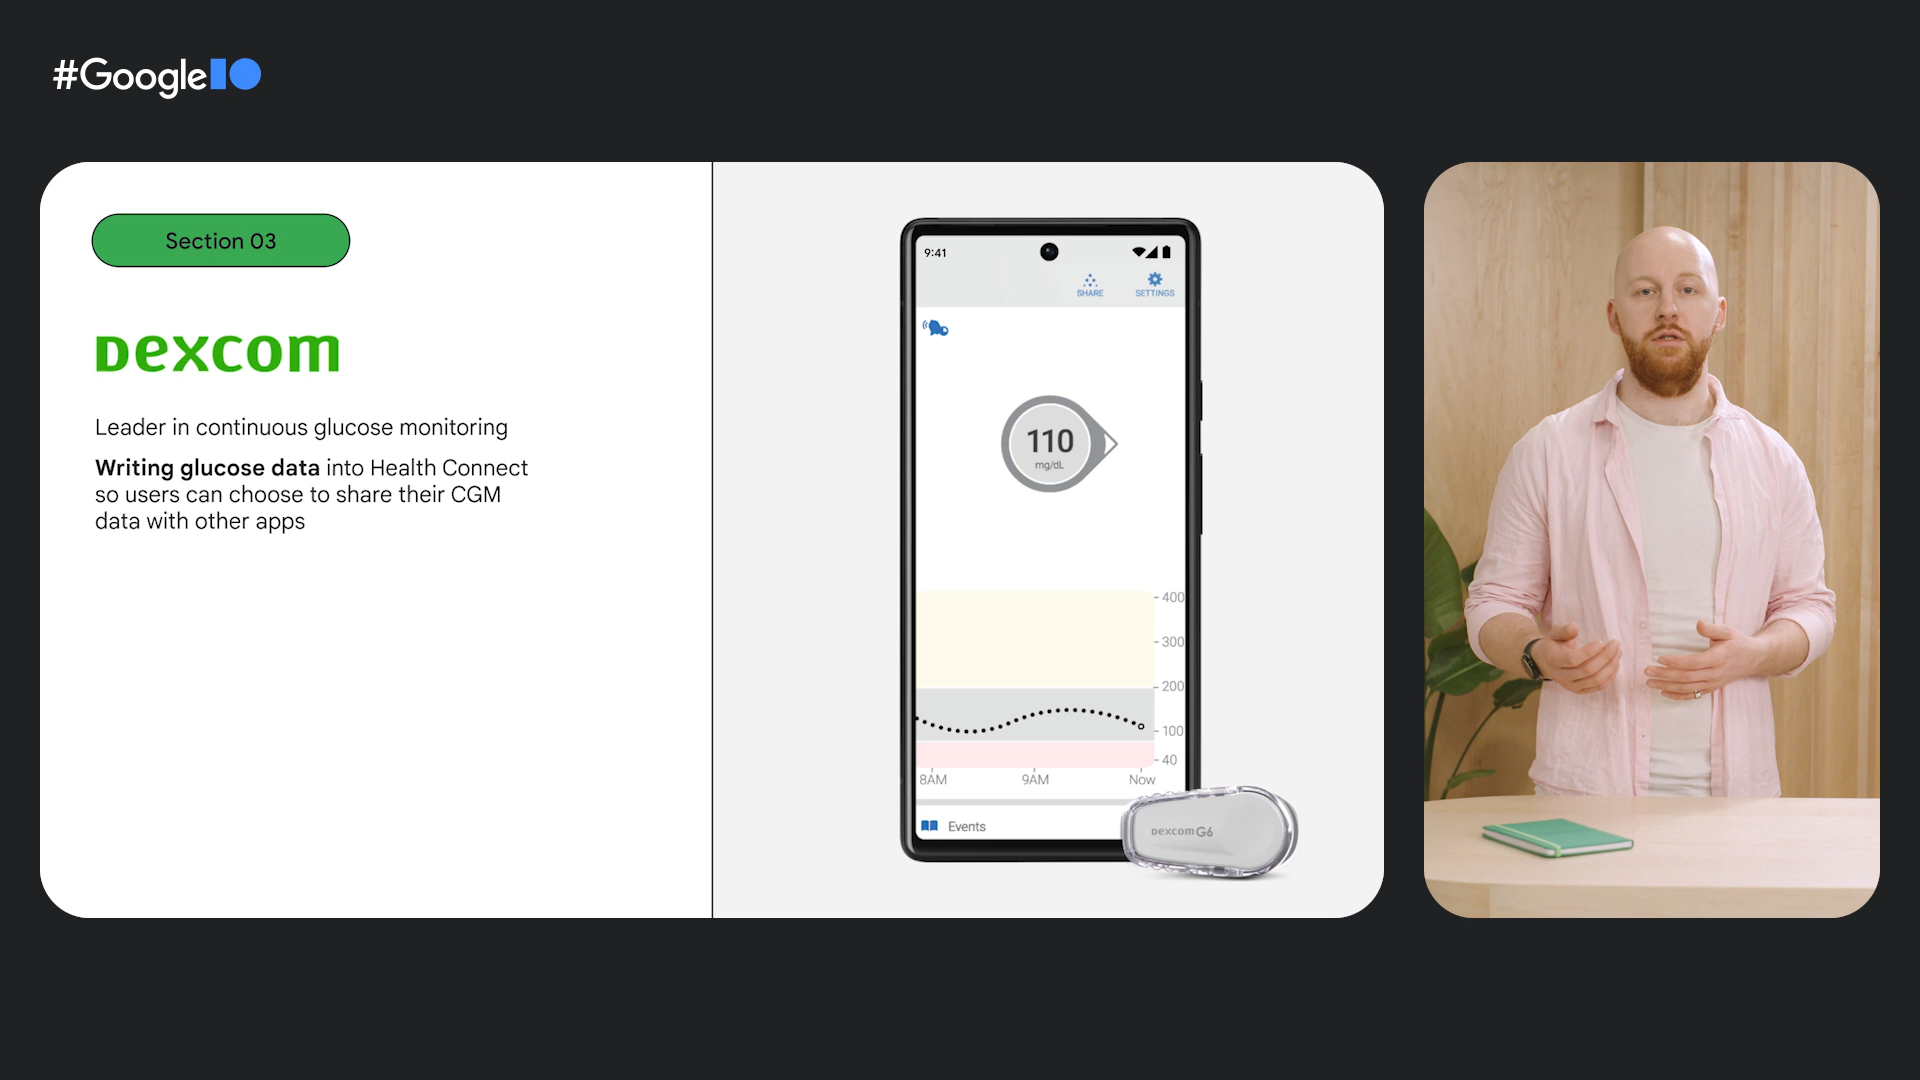 #GoogleIO
Section 03
Dexcom
Leader in continuous glucose monitoring
Writing glucose data into Health Connect
so users can choose to share their CGM
data with other apps
9:41
SHARE
SETTINGS
110
mg/dL
400
300
200
100
40
8AM
9AM
Now
Events
Dexcom G6